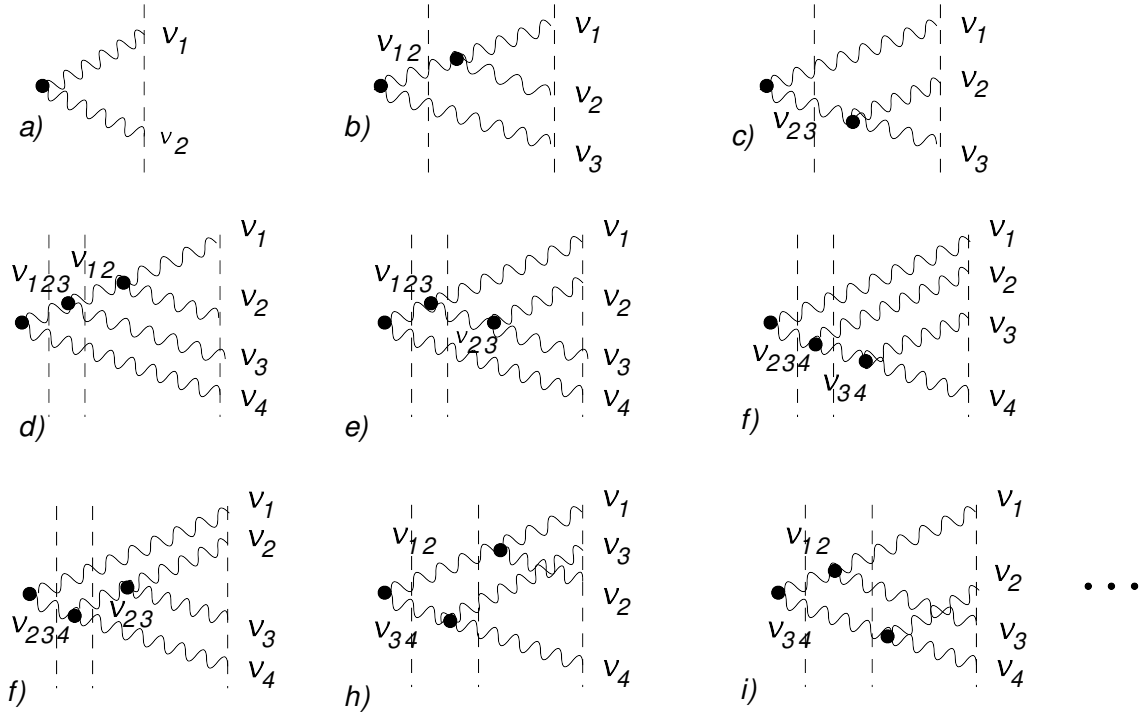 a) ν1 ν2
b) ν12 ν1 ν2 ν3
c) ν23 ν1 ν2 ν3
d) ν123 ν12 ν1 ν2 ν3 ν4
e) ν123 ν23 ν1 ν2 ν3 ν4
f) ν234 ν34 ν1 ν2 ν3 ν4
f) ν234 ν23 ν1 ν2 ν3 ν4
h) ν12 ν34 ν1 ν3 ν2 ν4
i) ν12 ν34 ν1 ν2 ν3 ν4
• • •